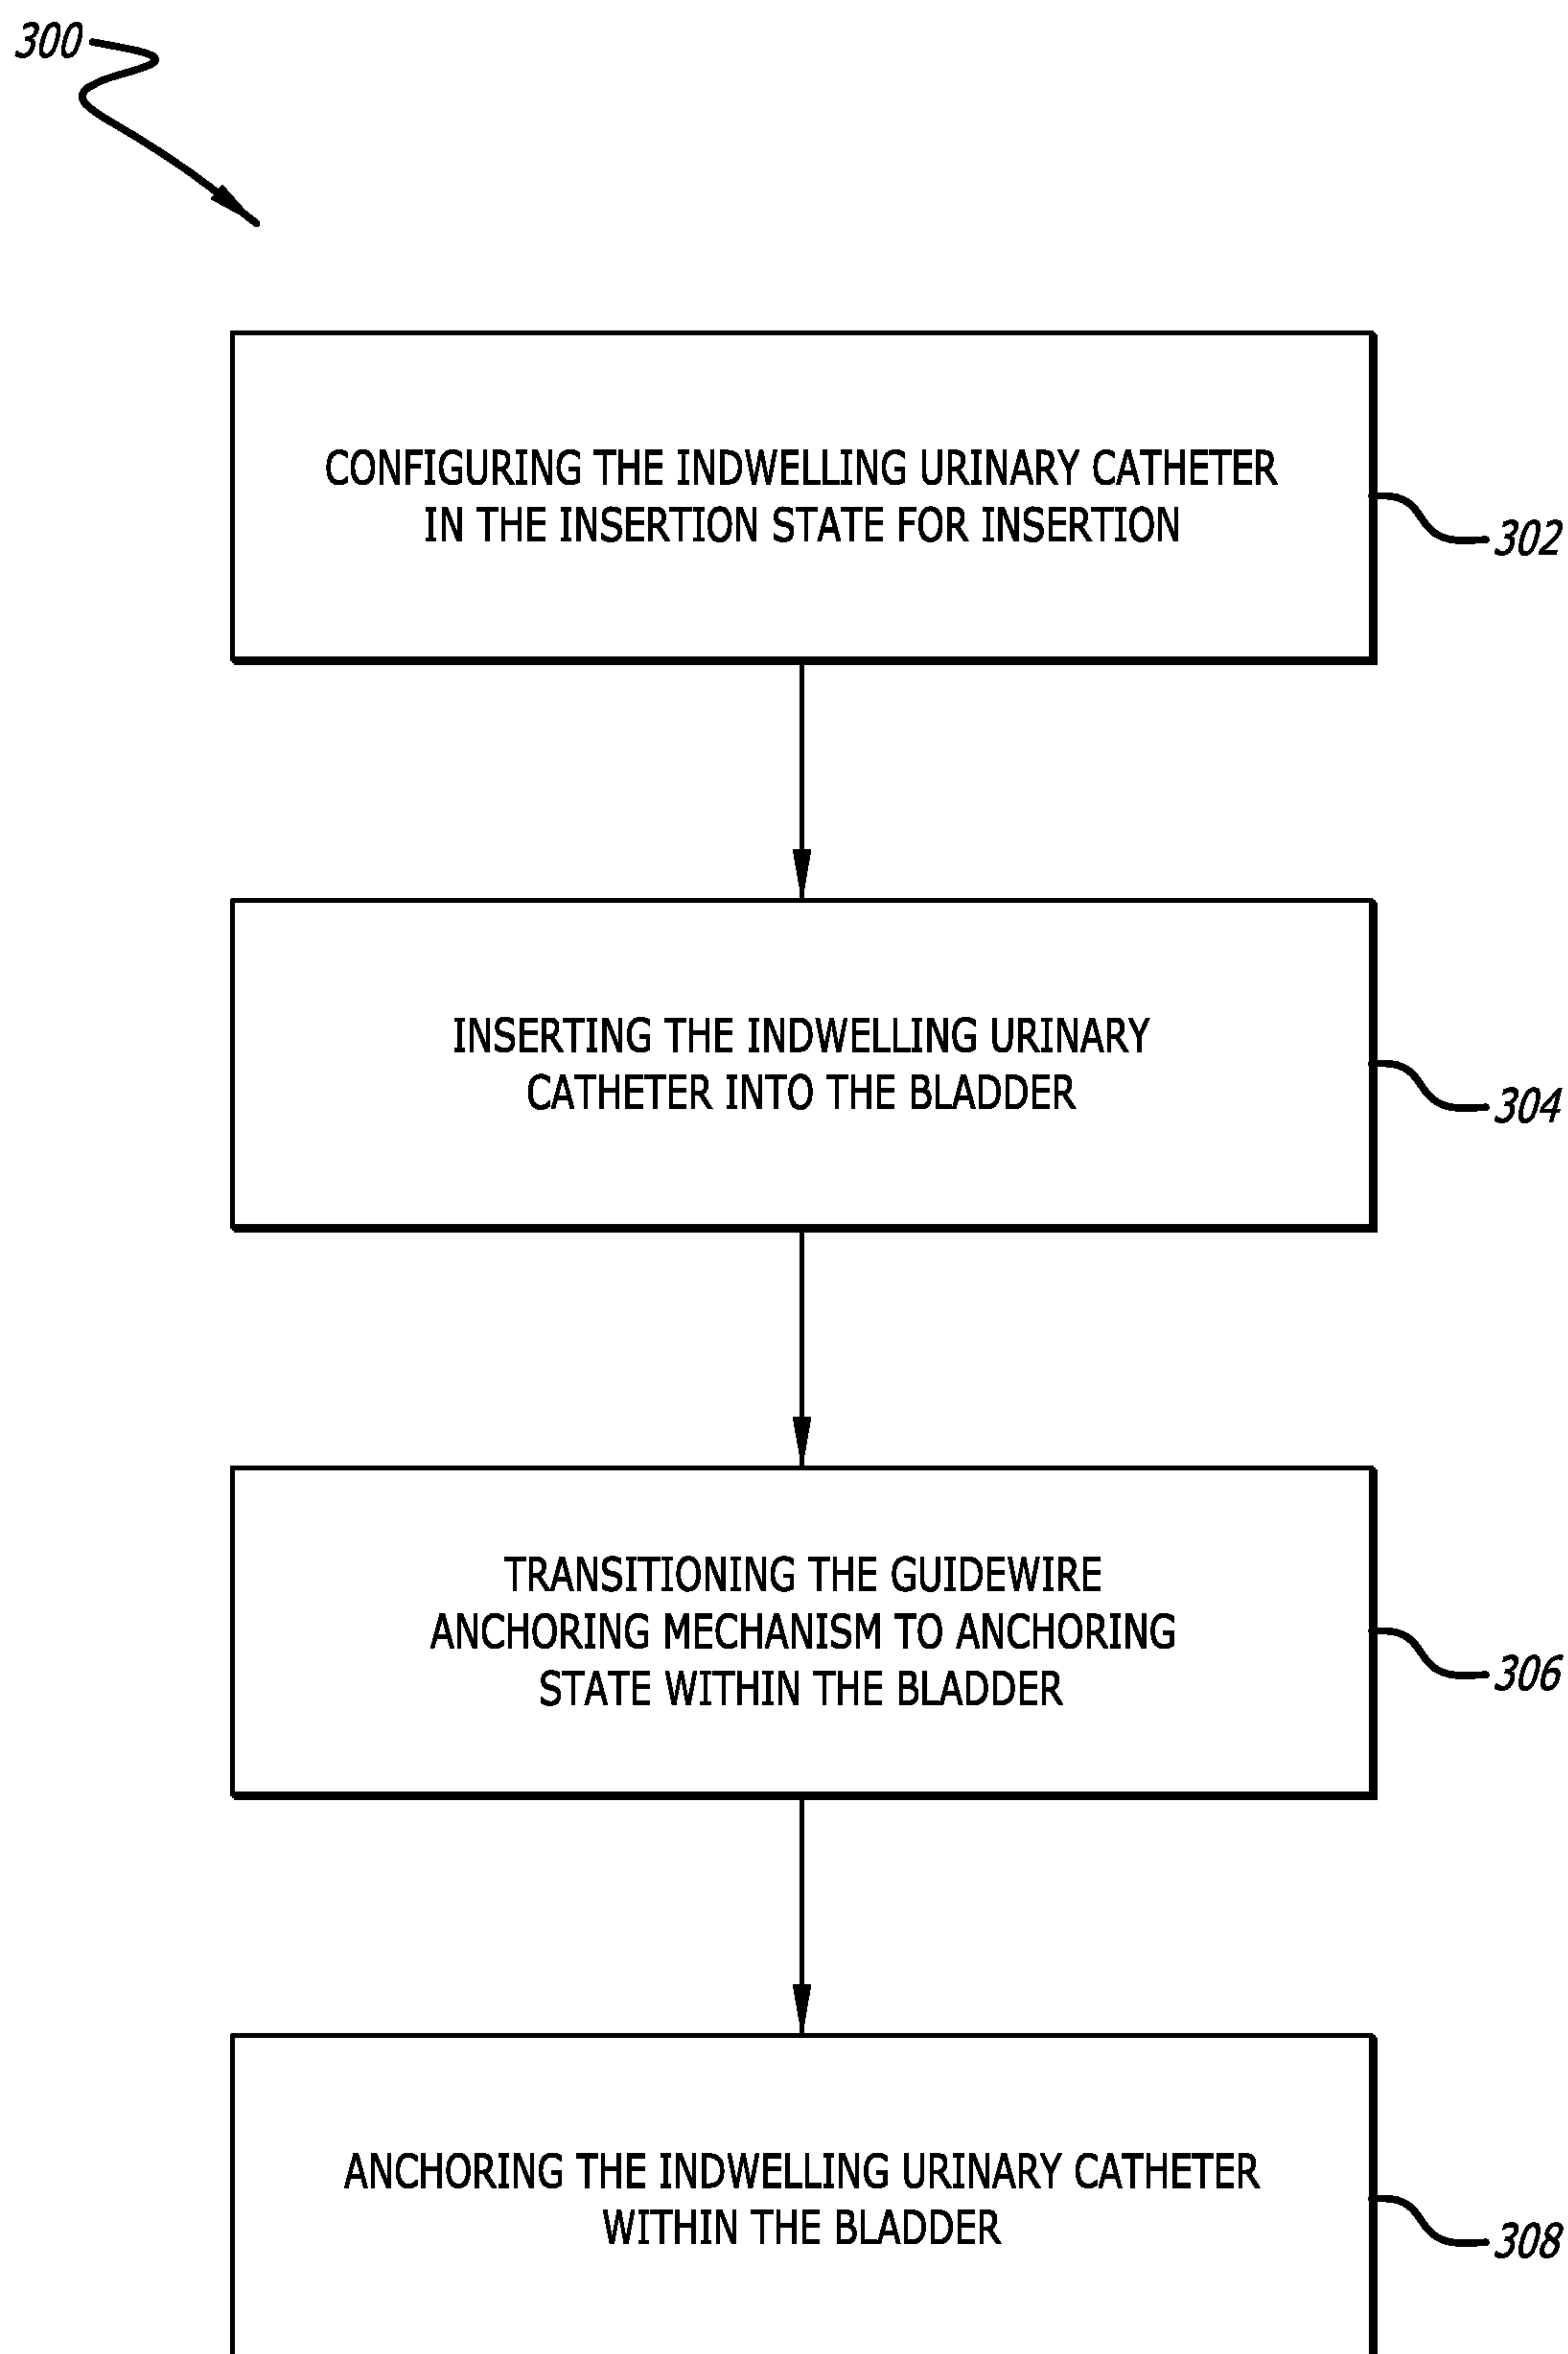 300
CONFIGURING THE INDWELLING URINARY CATHETER
IN THE INSERTION STATE FOR INSERTION
302
INSERTING THE INDWELLING URINARY
CATHETER INTO THE BLADDER
304
TRANSITIONING THE GUIDEWIRE
ANCHORING MECHANISM TO ANCHORING
STATE WITHIN THE BLADDER
306
ANCHORING THE INDWELLING URINARY CATHETER
WITHIN THE BLADDER
308